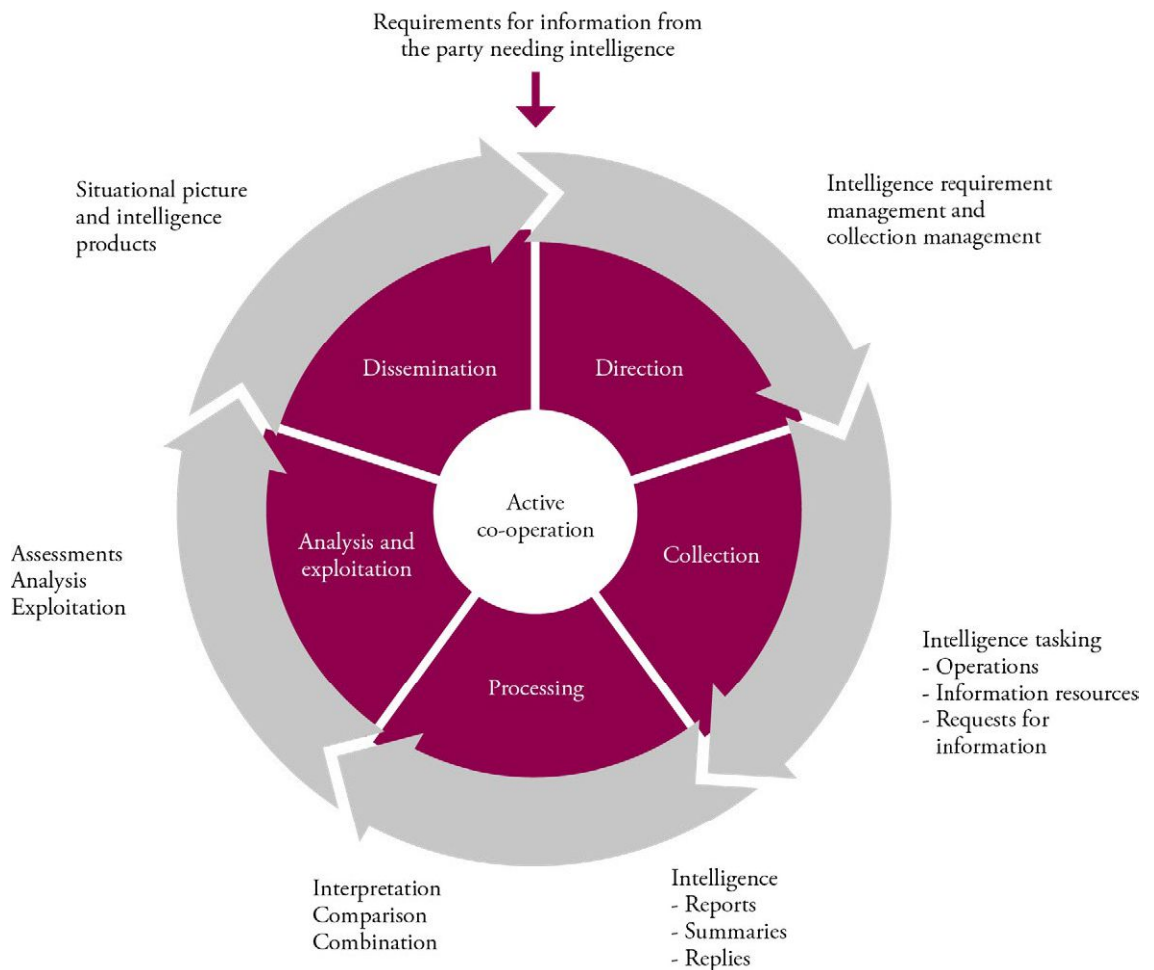 Requirements for information from
the party needing intelligence
Situational picture
and intelligence
products
Intelligence requirement
management and
collection management
Dissemination
Direction
Active
co-operation
Analysis and
exploitation
Collection
Assessments
Analysis
Exploitation
Processing
Intelligence tasking
- Operations
- Information resources
- Requests for
information
Interpretation
Comparison
Combination
Intelligence
- Reports
- Summaries
- Replies